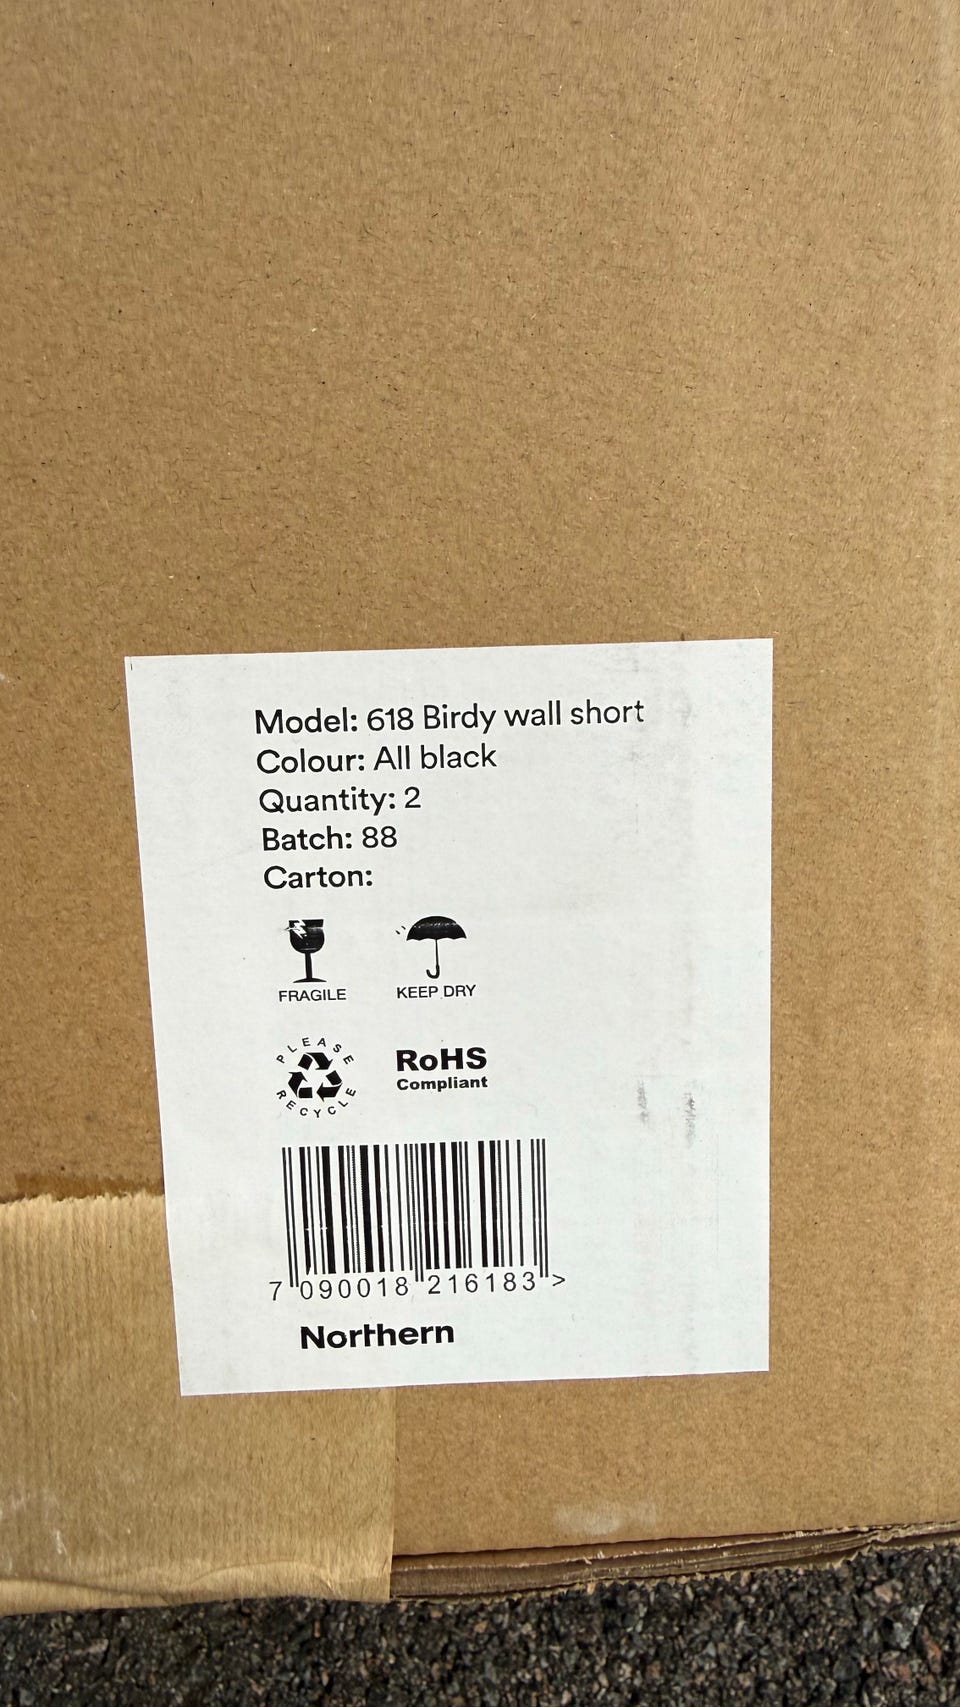 Model: 618 Birdy wall short
Colour: All black
Quantity: 2
Batch: 88
Carton:
FRAGILE
KEEP DRY
PLEASE
RECYCLE
RoHS
Compliant
7 090018 216183 >
Northern